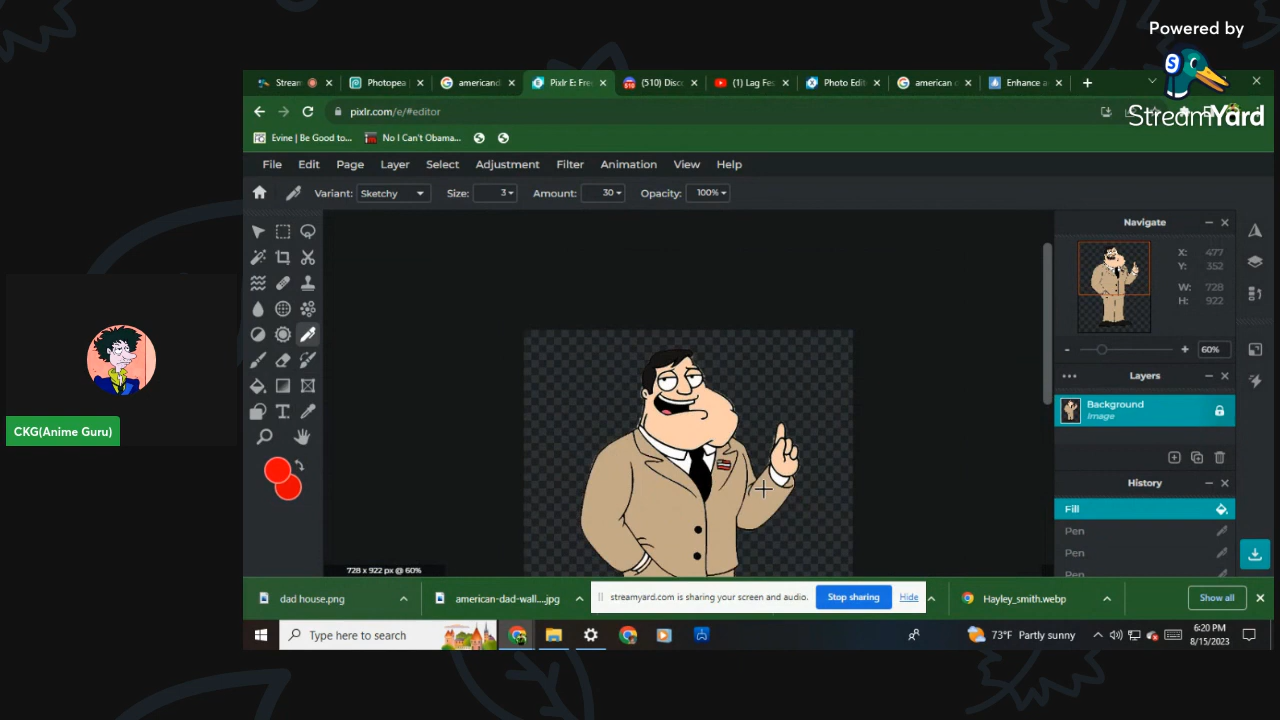 Powered by
StreamYard
Stream
Photopea
americand
Pixlr E: Fre
(510) Disc
(1) Lag Fes
Photo Edit
american c
Enhance a
pixlr.com/e/#editor
Evine | Be Good to...
No I Can't Obama...
File Edit Page Layer Select Adjustment Filter Animation View Help
Variant: Sketchy Size: 3 Amount: 30 Opacity: 100%
Navigate
X: 477
Y: 352
W: 728
H: 922
60%
Layers
Background
Image
History
Fill
Pen
Pen
Pen
728 x 922 px @ 60%
CKG(Anime Guru)
dad house.png
american-dad-wall....jpg
streamyard.com is sharing your screen and audio.
Stop sharing
Hide
Hayley_smith.webp
Show all
Type here to search
73°F Partly sunny
6:20 PM
8/15/2023